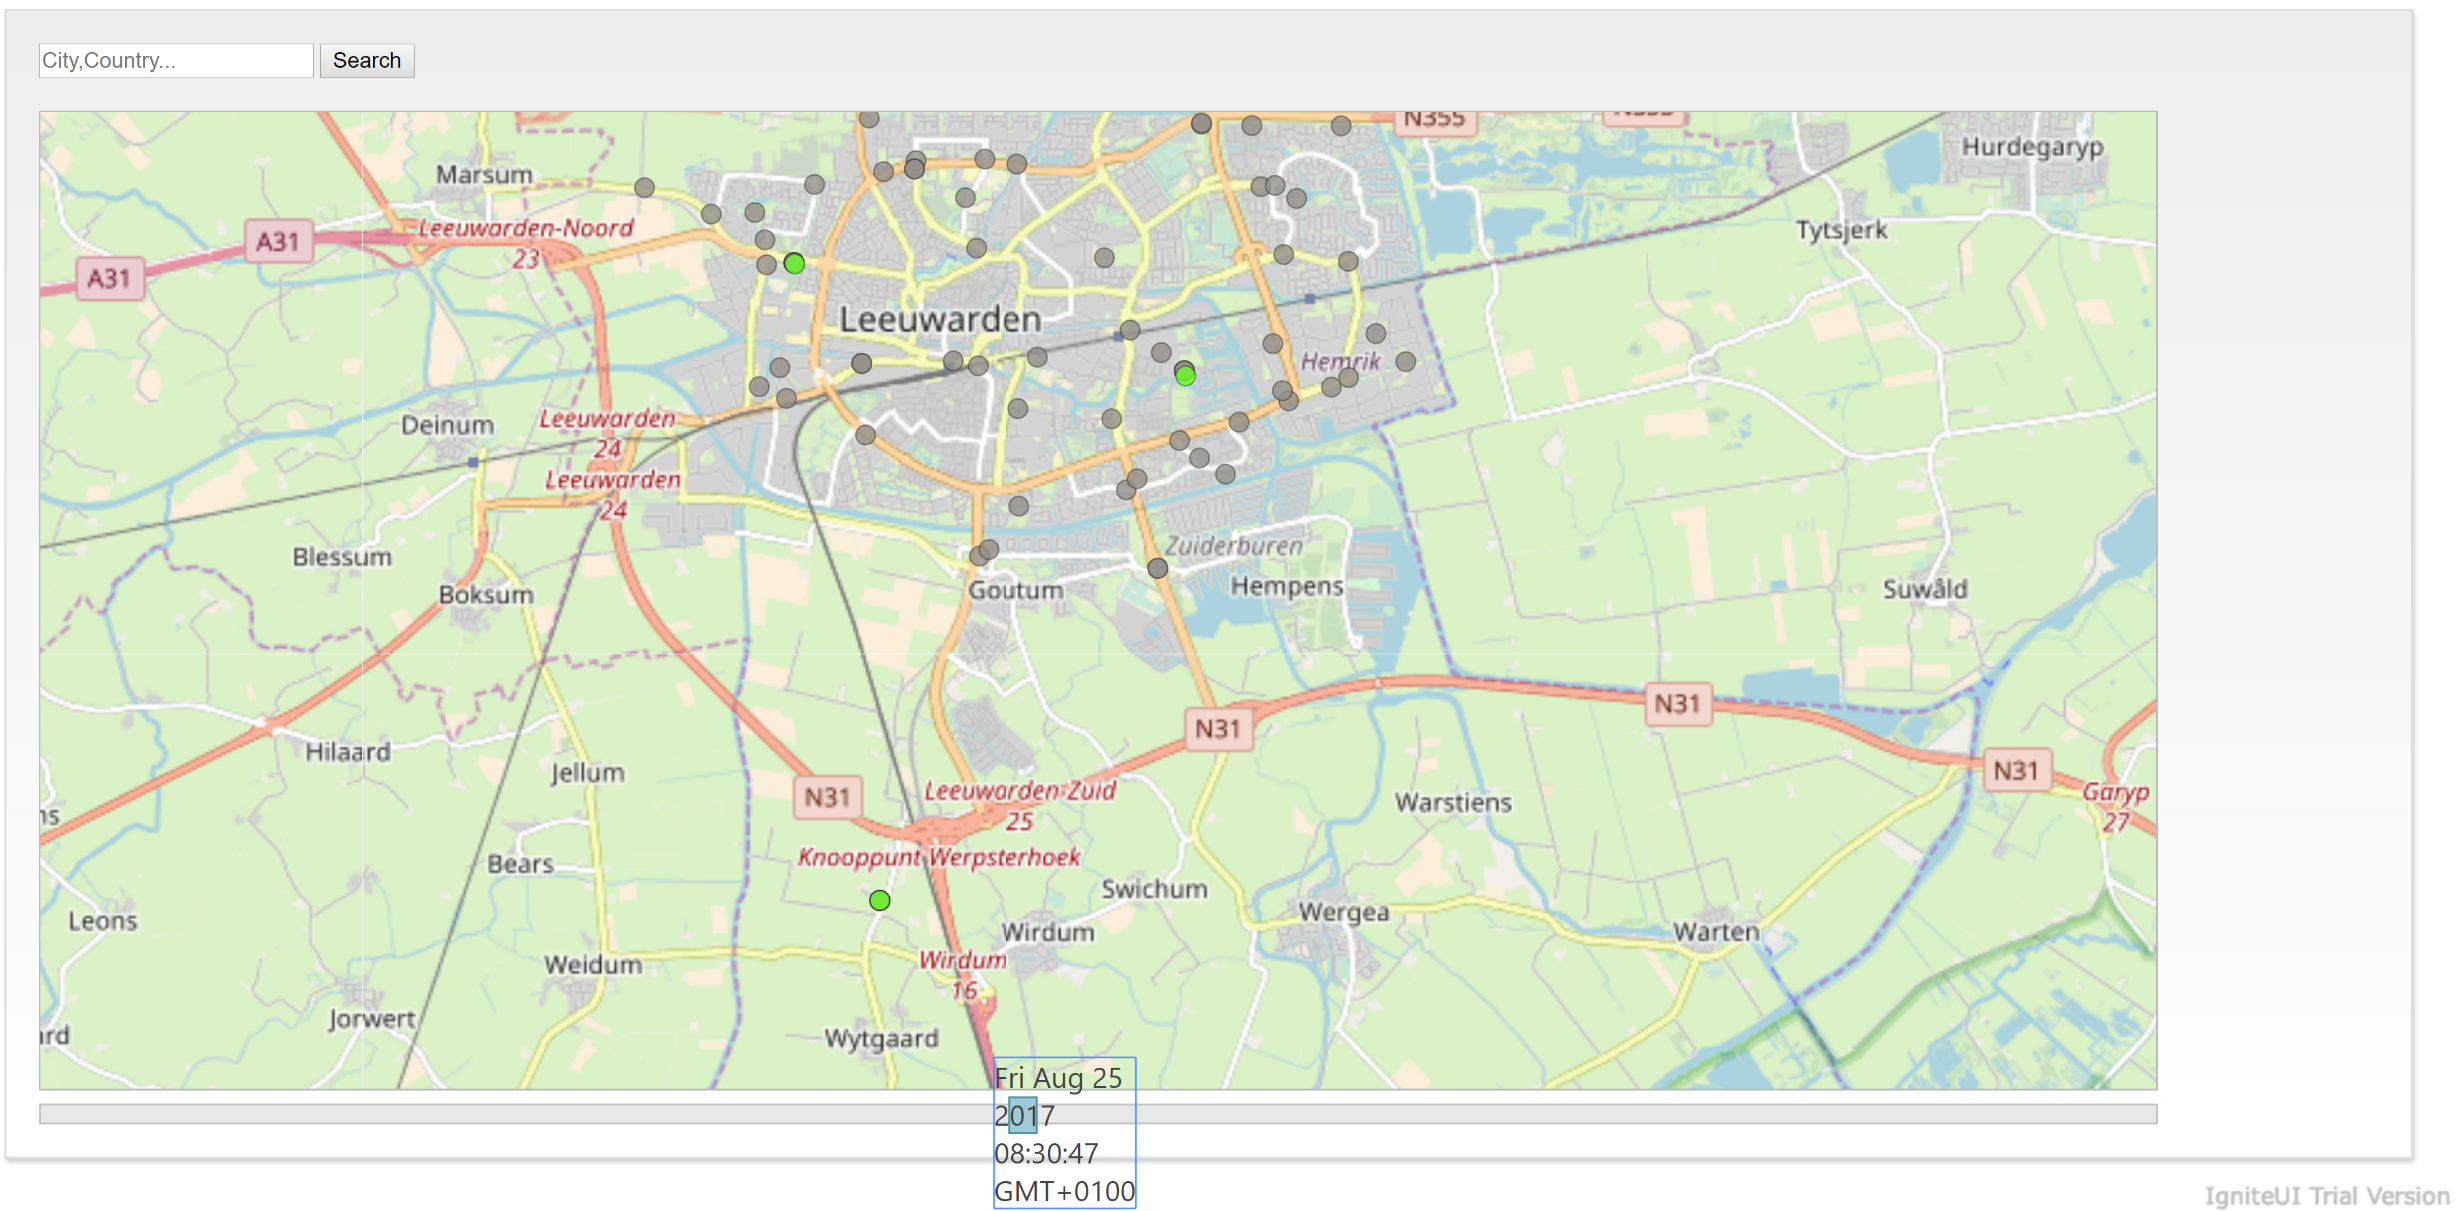 City,Country... Search
N355
Hurdegaryp
Marsum
Leeuwarden-Noord
23
Tytsjerk
A31
A31
Leeuwarden
Hemrik
Deinum
Leeuwarden
24
Leeuwarden
24
Zuiderburen
Blessum
Boksum
Goutum
Hempens
Suwâld
N31
N31
Hilaard
Jellum
N31
N31
Leeuwarden-Zuid
25
Warstiens
Garyp
27
ns
Knooppunt Werpsterhoek
Bears
Swichum
Leons
Wergea
Wirdum
Warten
Weidum
Wirdum
16
Jorwert
Wytgaard
ırd
Fri Aug 25
2017
08:30:47
GMT+0100
IgniteUI Trial Version